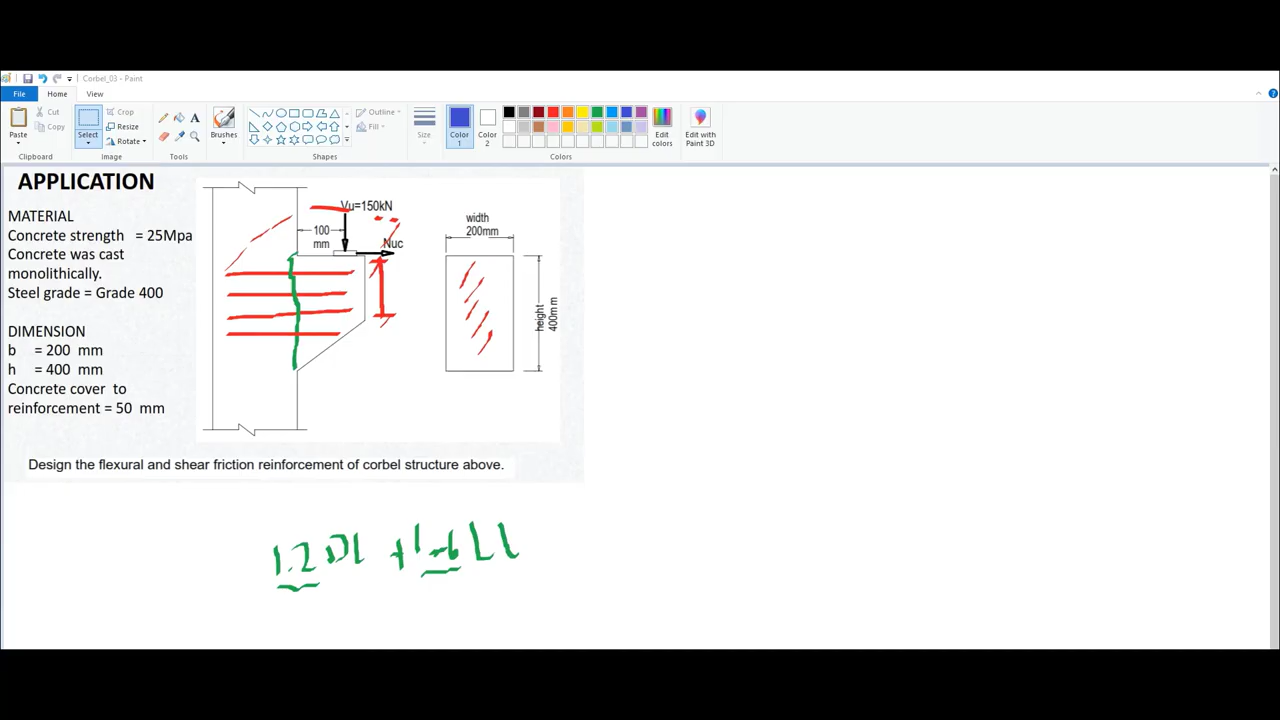 Corbel_03 - Paint
File Home View
Paste
Cut
Copy
Clipboard
Select
Crop
Resize
Rotate
Image
A
Tools
Brushes
Outline
Fill
Shapes
Size
Color
1
Color
2
Edit
colors
Edit with
Paint 3D
Colors
APPLICATION
MATERIAL
Concrete strength = 25Mpa
Concrete was cast
monolithically.
Steel grade = Grade 400
DIMENSION
b = 200 mm
h = 400 mm
Concrete cover to
reinforcement = 50 mm
Vu=150kN
100
mm
Nuc
width
200mm
height
400mm
Design the flexural and shear friction reinforcement of corbel structure above.
1.2 DL + 1.6 LL